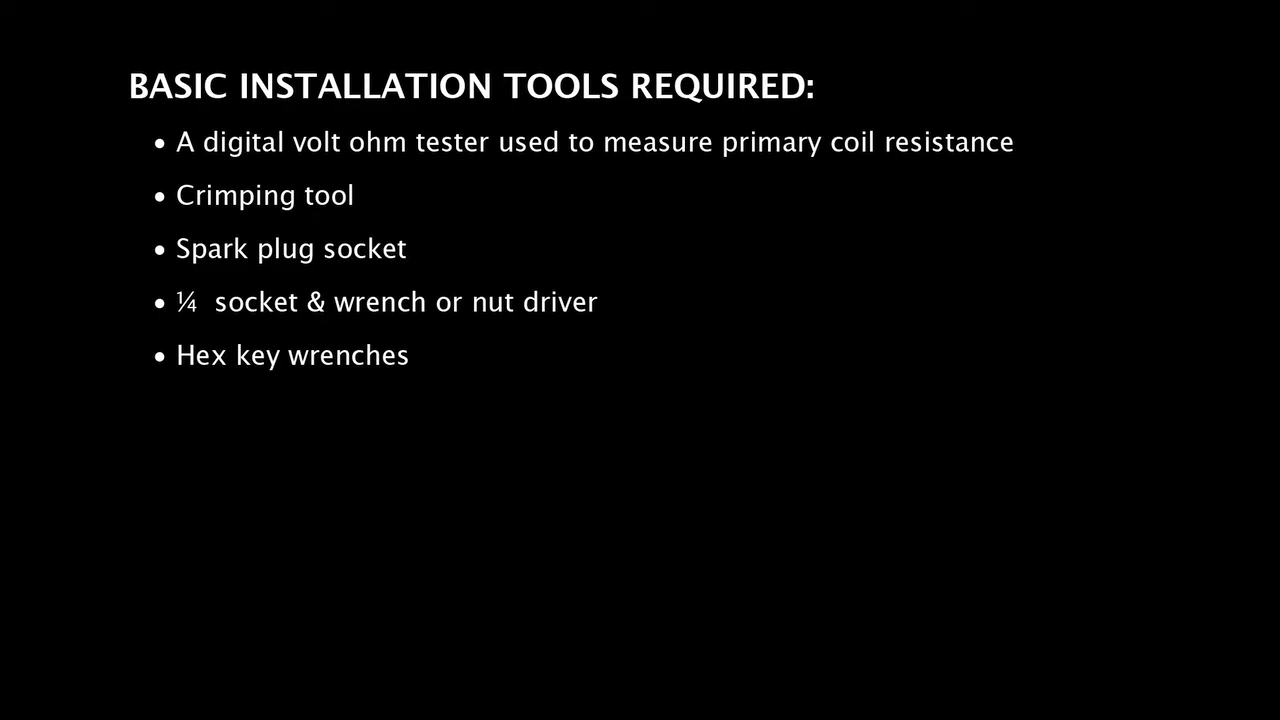 BASIC INSTALLATION TOOLS REQUIRED:
• A digital volt ohm tester used to measure primary coil resistance
• Crimping tool
• Spark plug socket
• ¼  socket & wrench or nut driver
• Hex key wrenches